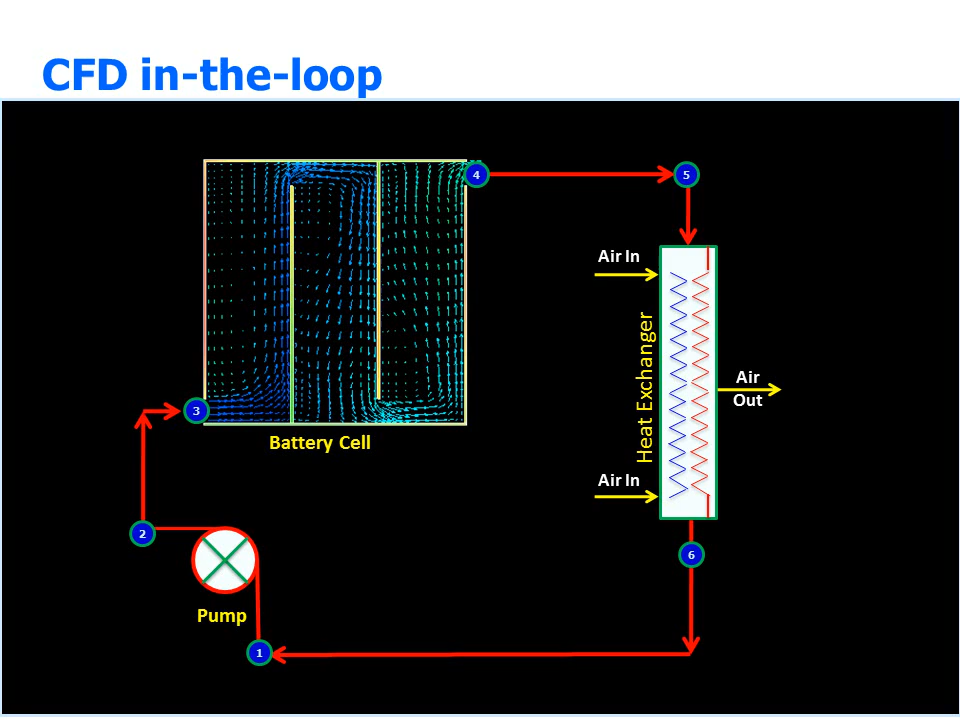 CFD in-the-loop
4
5
Air In
Heat Exchanger
Air
Out
3
Battery Cell
Air In
2
6
Pump
1